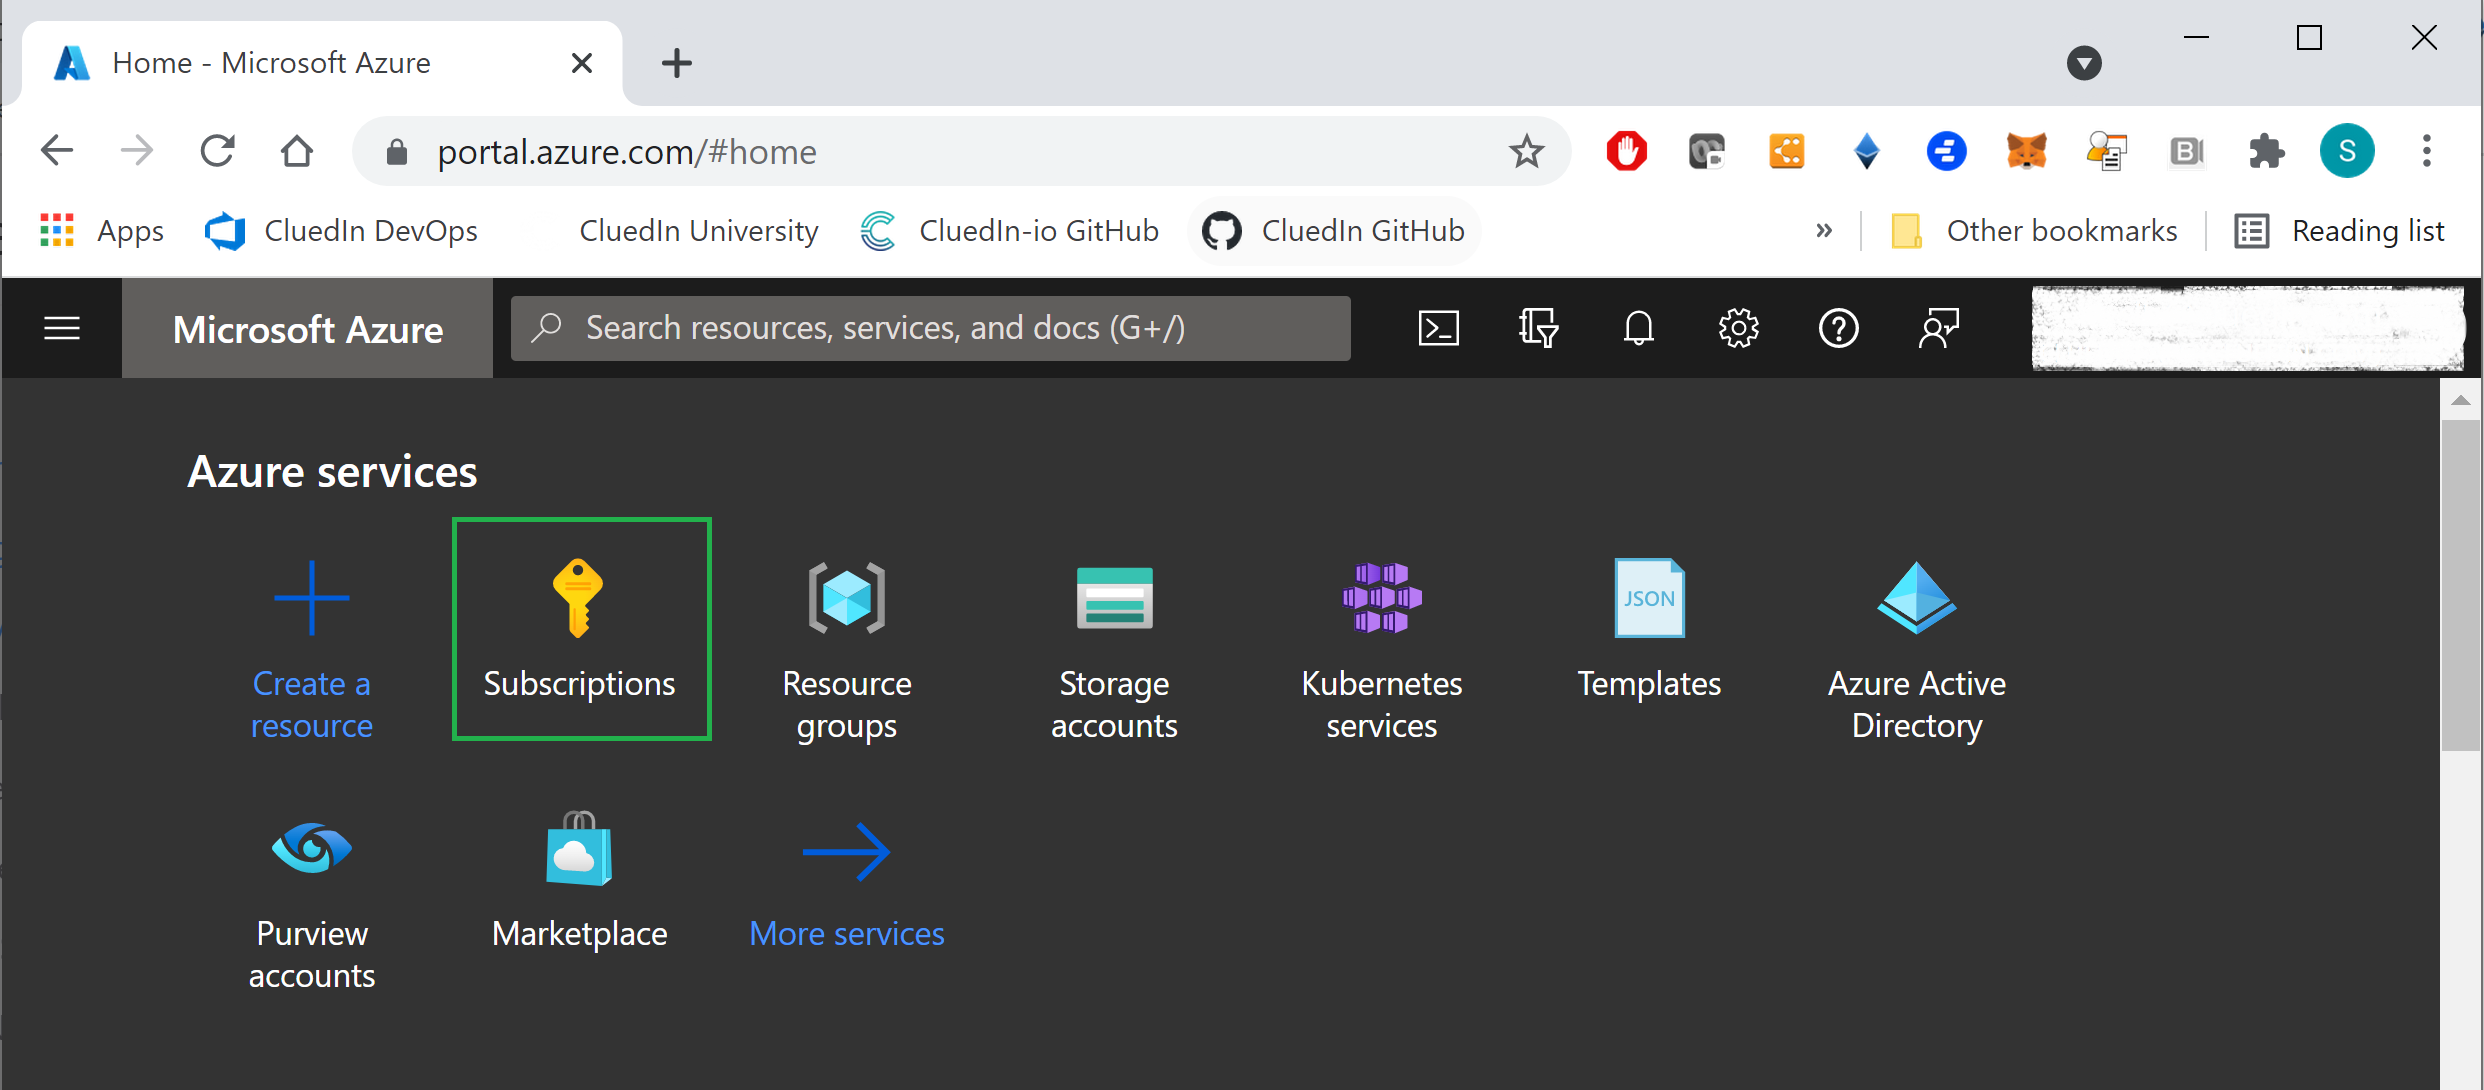 Home - Microsoft Azure
portal.azure.com/#home
S
Apps
CluedIn DevOps
CluedIn University
CluedIn-io GitHub
CluedIn GitHub
»
Other bookmarks
Reading list
Microsoft Azure
Search resources, services, and docs (G+/)
Azure services
Create a
resource
Subscriptions
Resource
groups
Storage
accounts
Kubernetes
services
JSON
Templates
Azure Active
Directory
Purview
accounts
Marketplace
More services